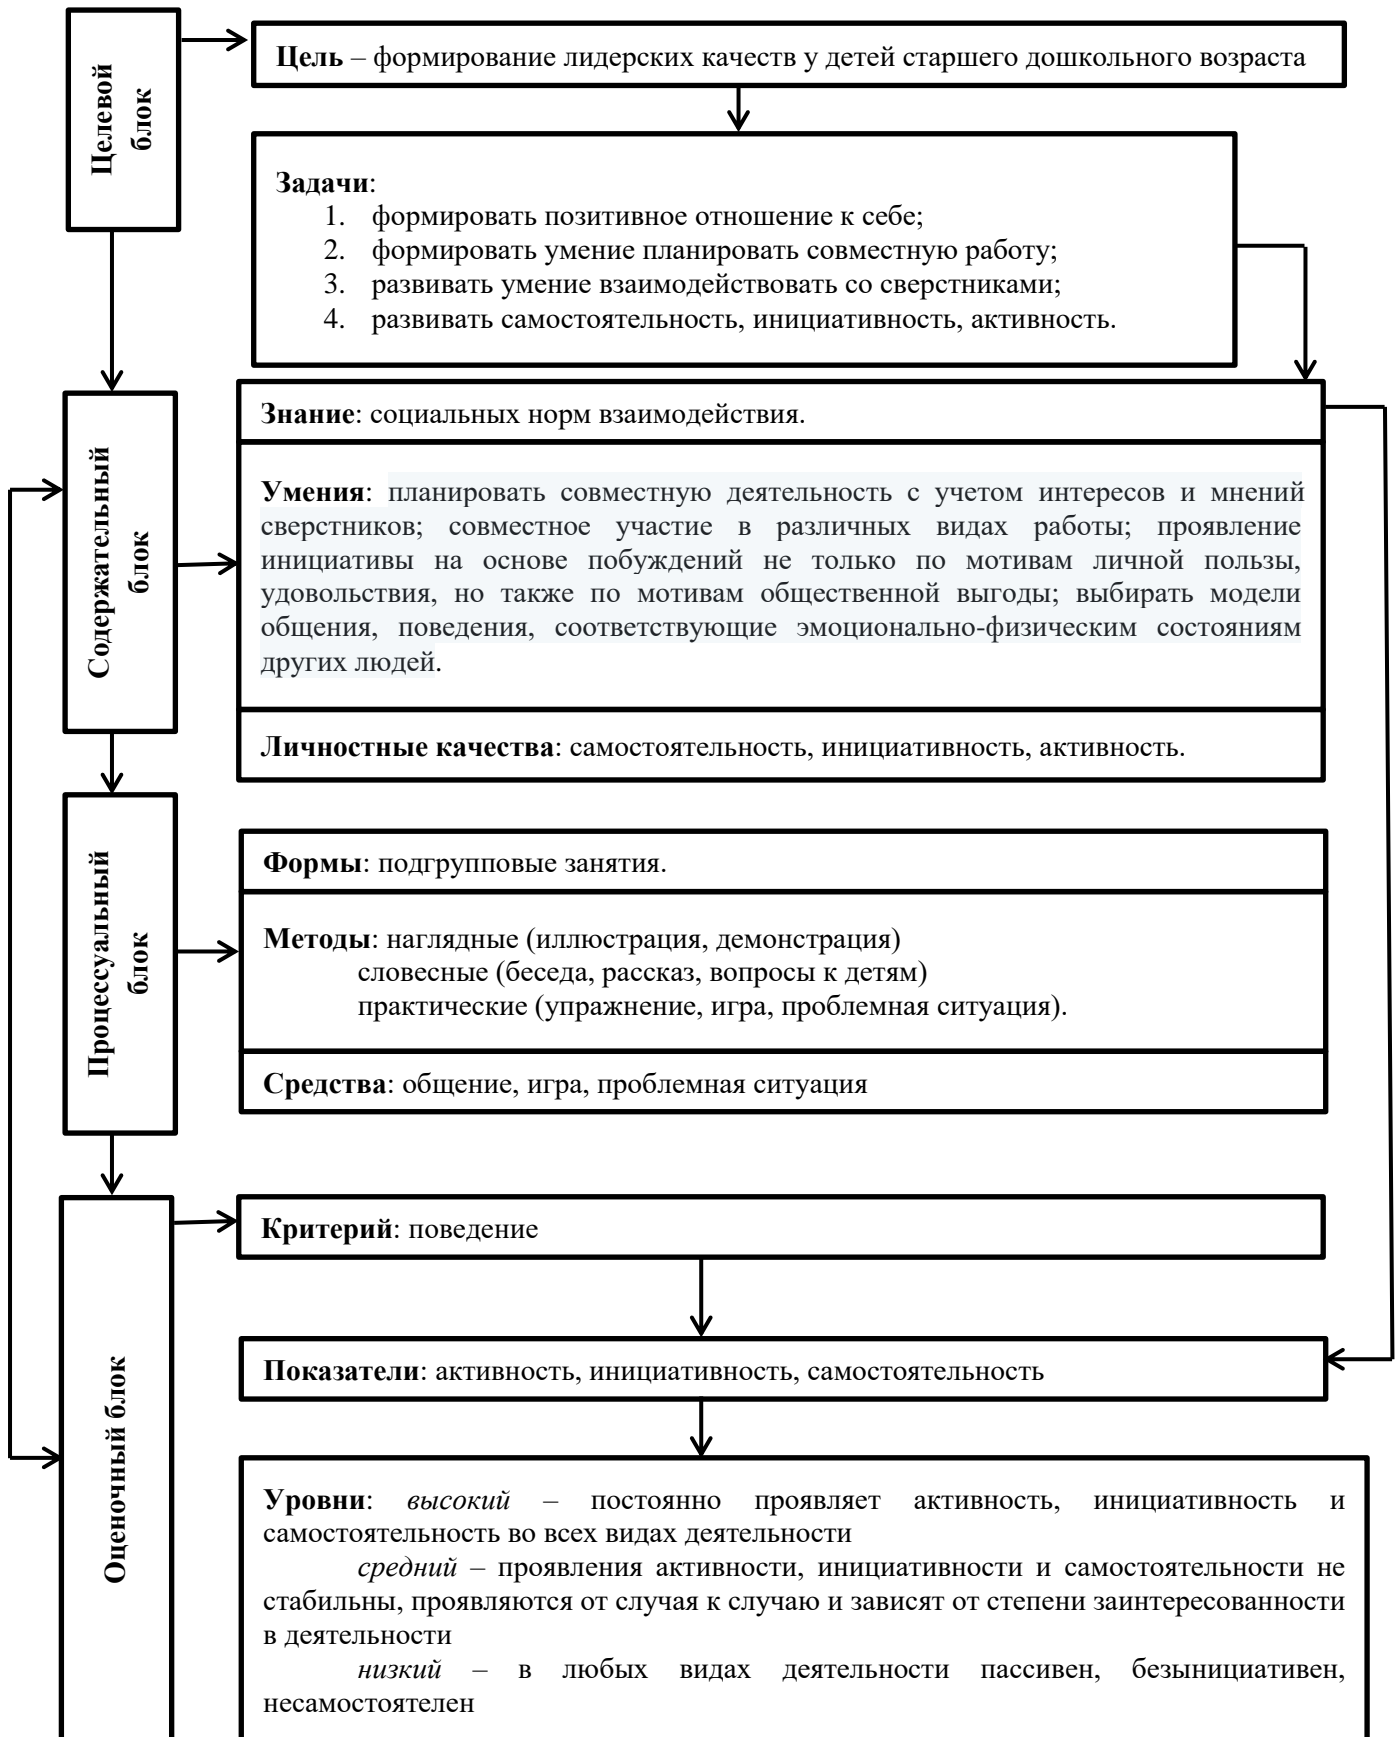 Целевой
блок
Цель – формирование лидерских качеств у детей старшего дошкольного возраста
Задачи:
1. формировать позитивное отношение к себе;
2. формировать умение планировать совместную работу;
3. развивать умение взаимодействовать со сверстниками;
4. развивать самостоятельность, инициативность, активность.
Содержательный
блок
Знание: социальных норм взаимодействия.
Умения: планировать совместную деятельность с учетом интересов и мнений
сверстников; совместное участие в различных видах работы; проявление
инициативы на основе побуждений не только по мотивам личной пользы,
удовольствия, но также по мотивам общественной выгоды; выбирать модели
общения, поведения, соответствующие эмоционально-физическим состояниям
других людей.
Личностные качества: самостоятельность, инициативность, активность.
Процессуальный
блок
Формы: подгрупповые занятия.
Методы: наглядные (иллюстрация, демонстрация)
словесные (беседа, рассказ, вопросы к детям)
практические (упражнение, игра, проблемная ситуация).
Средства: общение, игра, проблемная ситуация
Оценочный блок
Критерий: поведение
Показатели: активность, инициативность, самостоятельность
Уровни: высокий – постоянно проявляет активность, инициативность и
самостоятельность во всех видах деятельности
средний – проявления активности, инициативности и самостоятельности не
стабильны, проявляются от случая к случаю и зависят от степени заинтересованности
в деятельности
низкий – в любых видах деятельности пассивен, безынициативен,
несамостоятелен